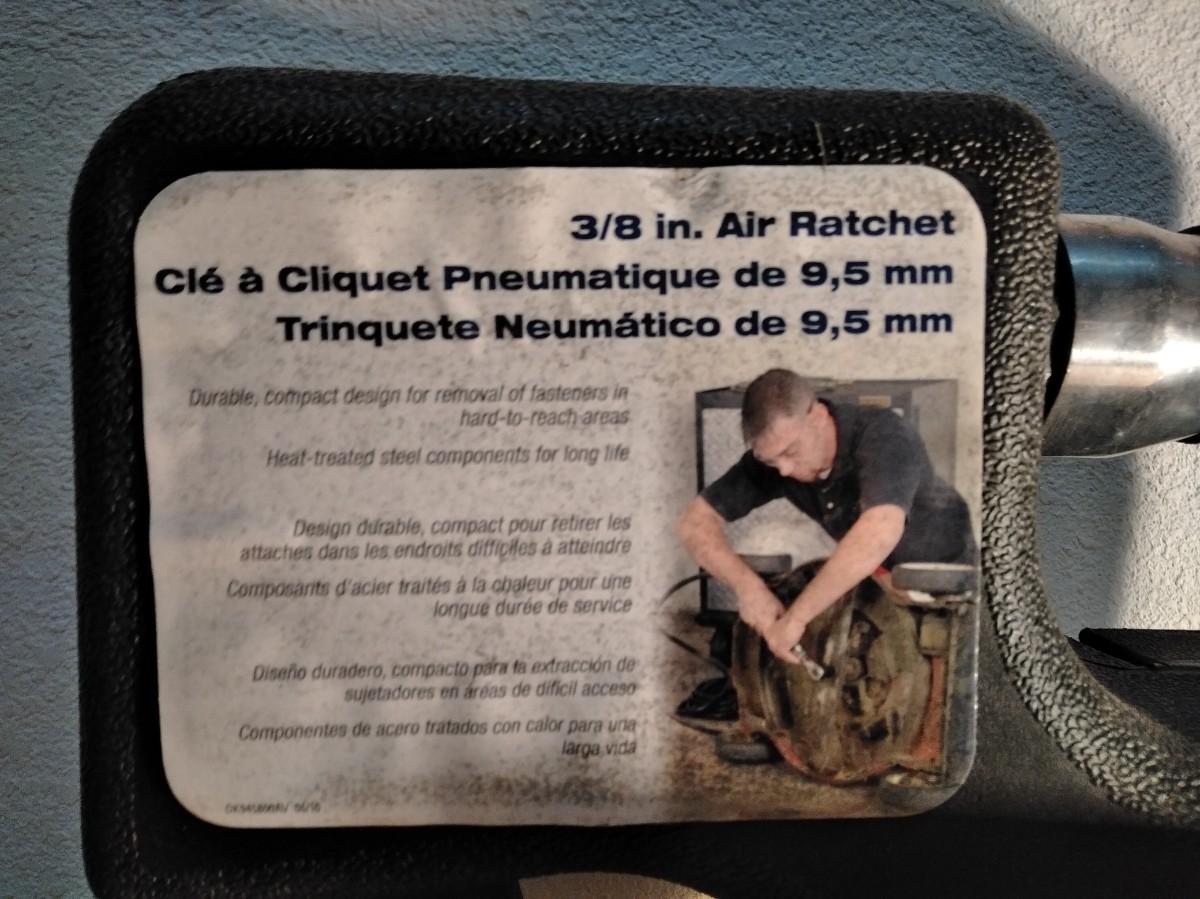 3/8 in. Air Ratchet
Clé à Cliquet Pneumatique de 9,5 mm
Trinquete Neumático de 9,5 mm
Durable, compact design for removal of fasteners in
hard-to-reach areas
Heat-treated steel components for long life
Design durable, compact pour retirer les
attaches dans les endroits difficiles à atteindre
Composants d'acier traités à la chaleur pour une
longue durée de service
Diseño duradero, compacto para la extracción de
sujetadores en áreas de difícil acceso
Componentes de acero tratados con calor para una
larga vida